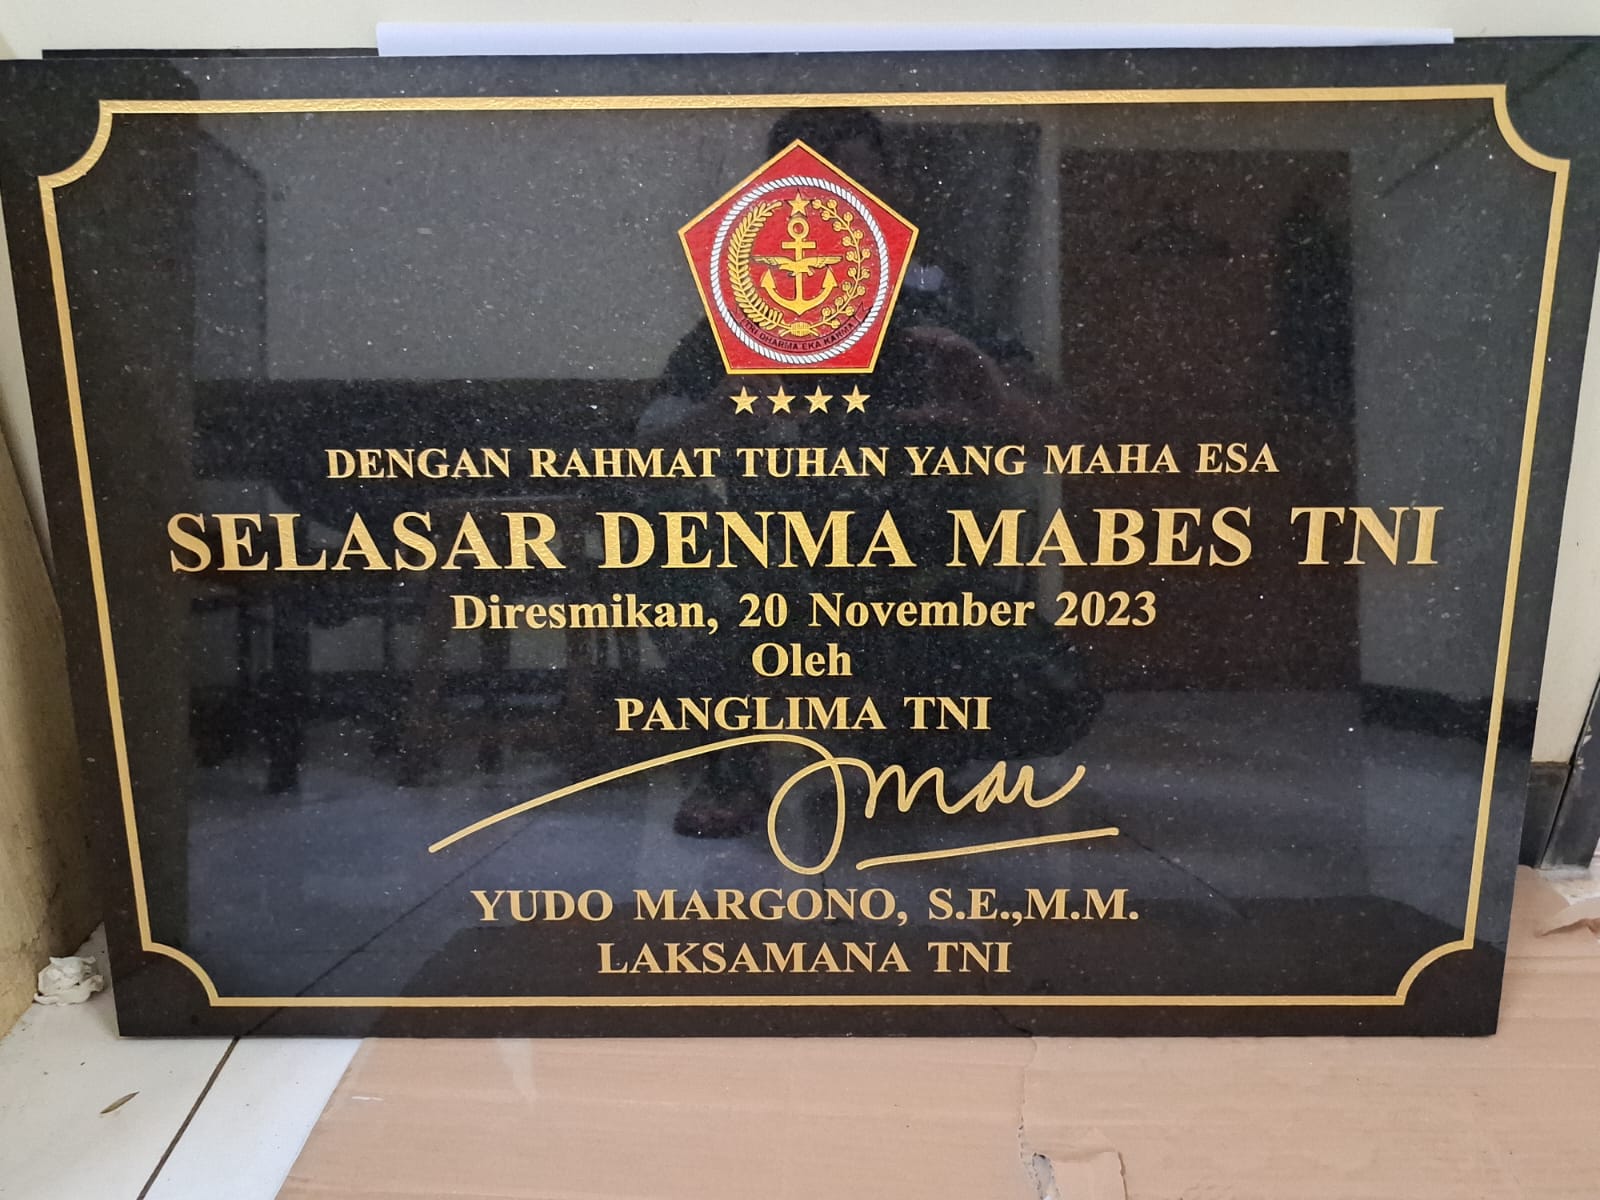 TRI DHARMA EKA KARMA
DENGAN RAHMAT TUHAN YANG MAHA ESA
SELASAR DENMA MABES TNI
Diresmikan, 20 November 2023
Oleh
PANGLIMA TNI
YUDO MARGONO, S.E.,M.M.
LAKSAMANA TNI